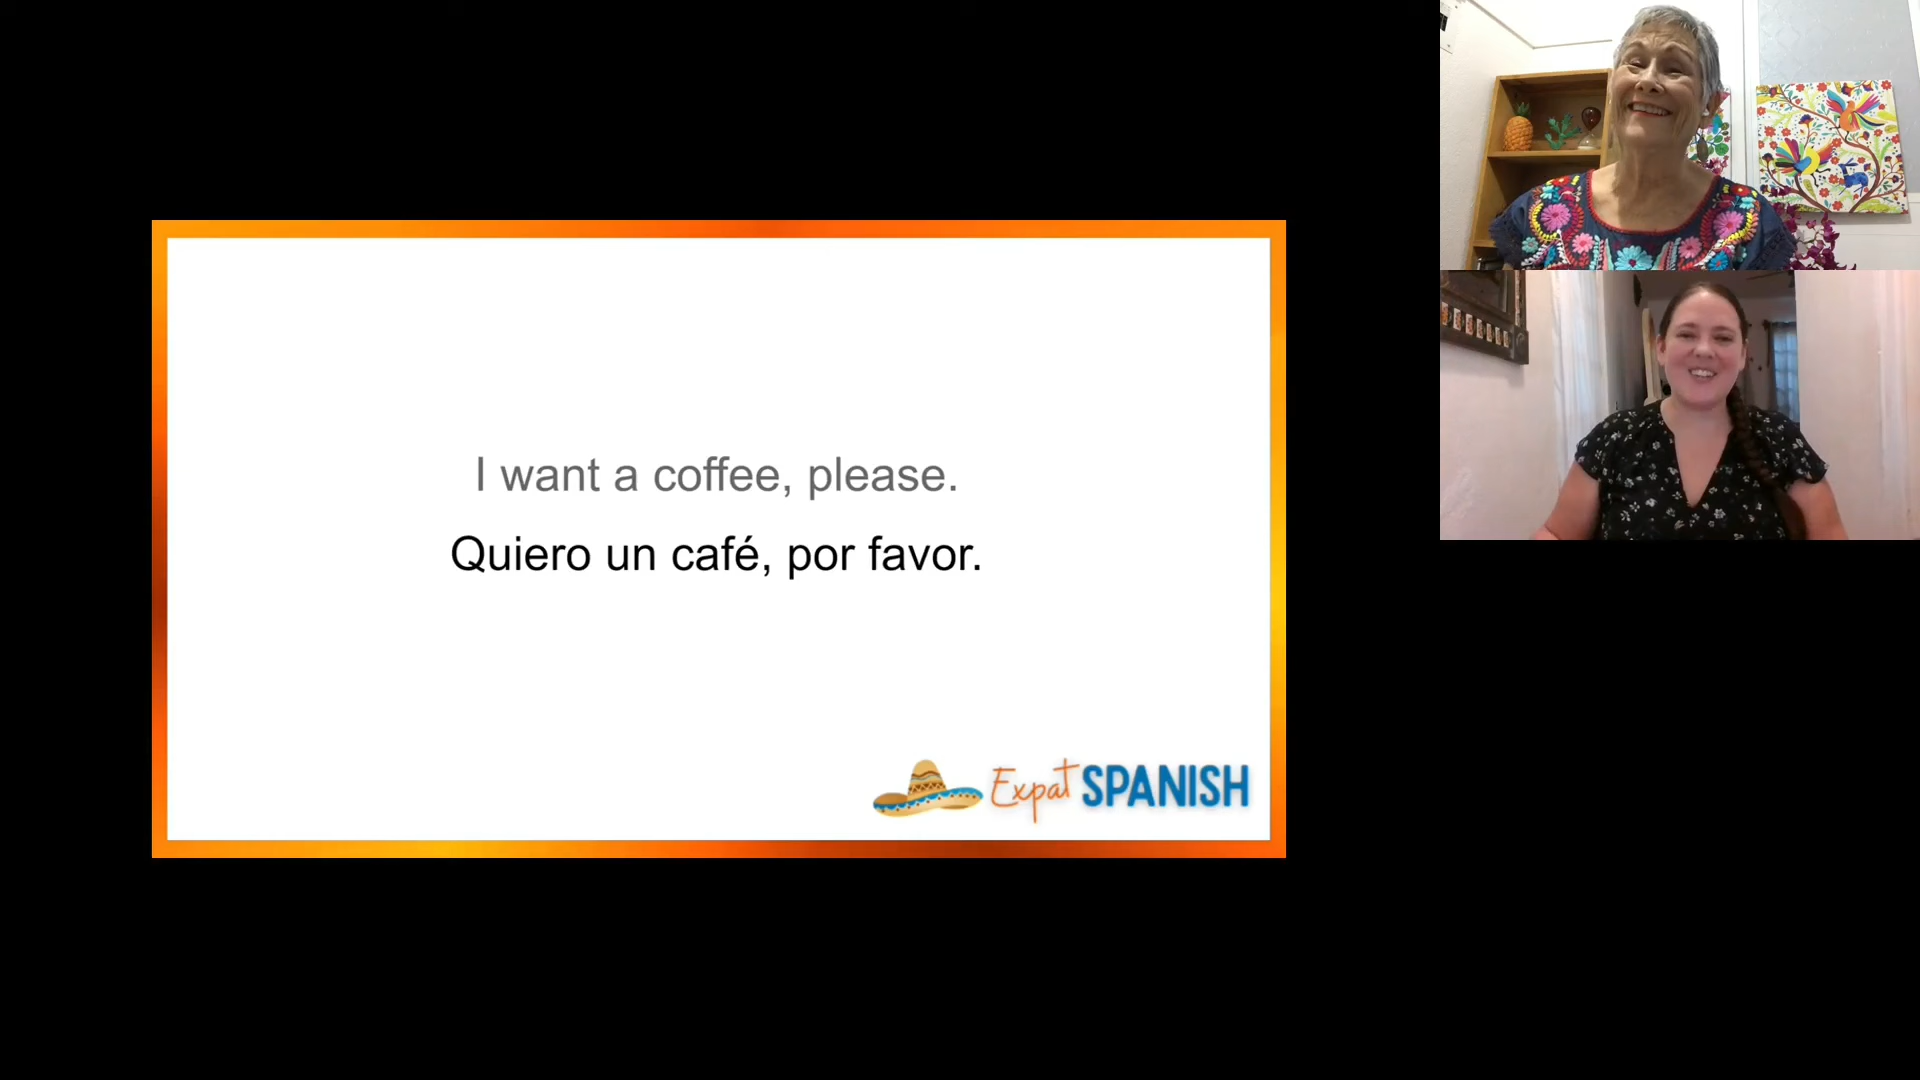 I want a coffee, please.
Quiero un café, por favor.
Expat SPANISH